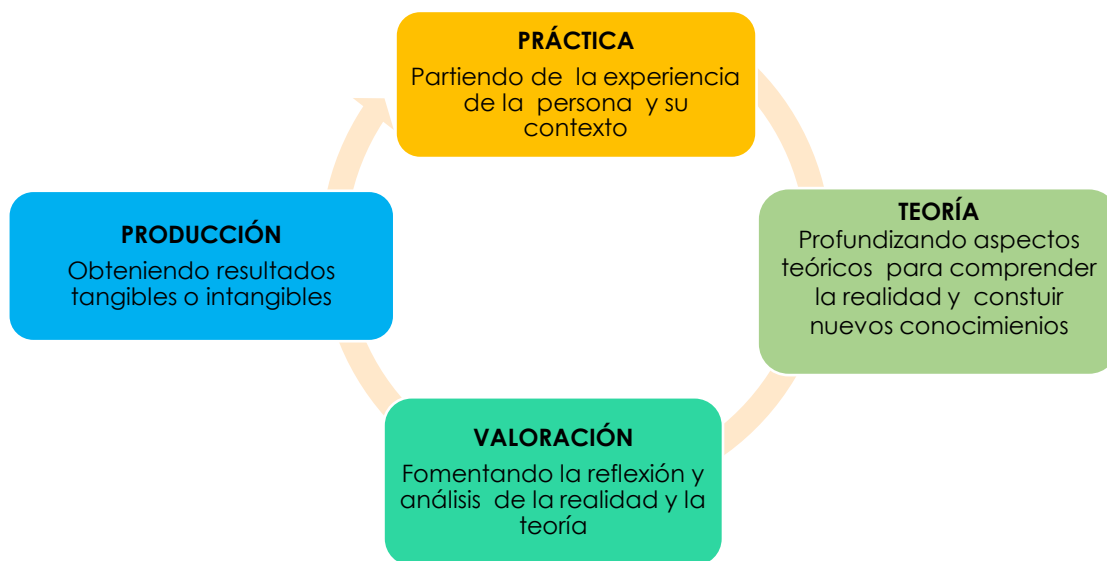 PRÁCTICA
Partiendo de la experiencia
de la persona y su
contexto
TEORÍA
Profundizando aspectos
teóricos para comprender
la realidad y constuir
nuevos conocimienios
VALORACIÓN
Fomentando la reflexión y
análisis de la realidad y la
teoría
PRODUCCIÓN
Obteniendo resultados
tangibles o intangibles